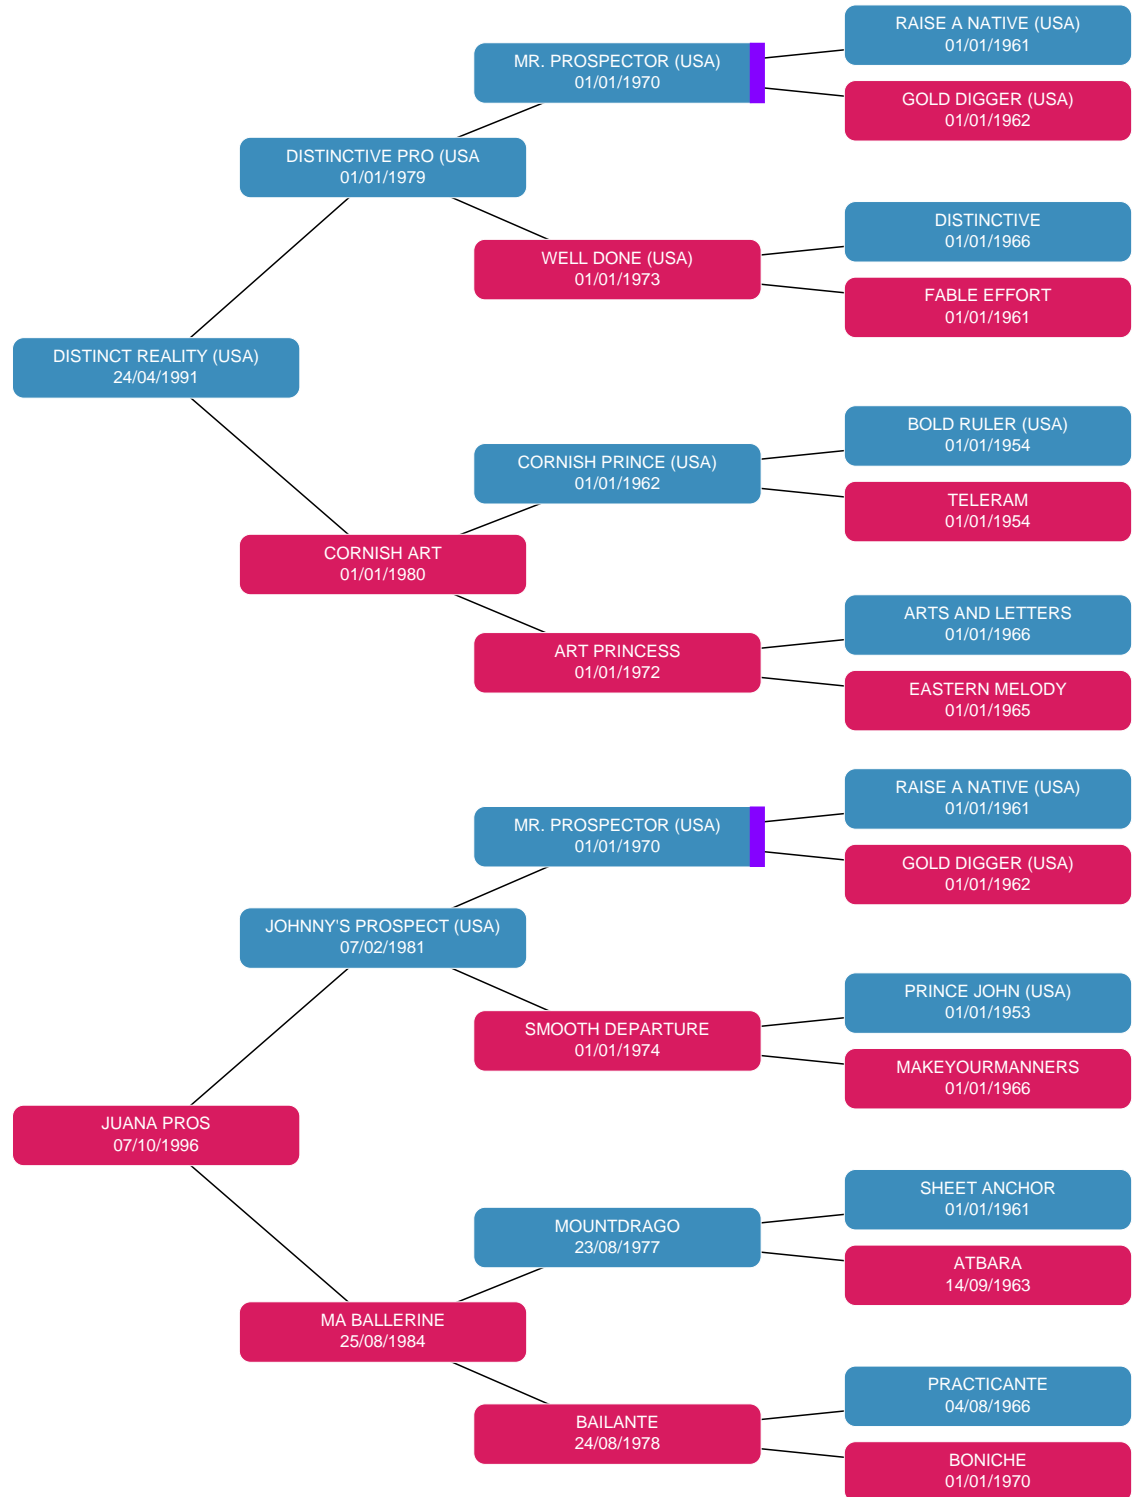 RAISE A NATIVE (USA)
01/01/1961
MR. PROSPECTOR (USA)
01/01/1970
GOLD DIGGER (USA)
01/01/1962
DISTINCTIVE PRO (USA
01/01/1979
DISTINCTIVE
01/01/1966
WELL DONE (USA)
01/01/1973
FABLE EFFORT
01/01/1961
DISTINCT REALITY (USA)
24/04/1991
BOLD RULER (USA)
01/01/1954
CORNISH PRINCE (USA)
01/01/1962
TELERAM
01/01/1954
CORNISH ART
01/01/1980
ARTS AND LETTERS
01/01/1966
ART PRINCESS
01/01/1972
EASTERN MELODY
01/01/1965
RAISE A NATIVE (USA)
01/01/1961
MR. PROSPECTOR (USA)
01/01/1970
GOLD DIGGER (USA)
01/01/1962
JOHNNY'S PROSPECT (USA)
07/02/1981
PRINCE JOHN (USA)
01/01/1953
SMOOTH DEPARTURE
01/01/1974
MAKEYOURMANNERS
01/01/1966
JUANA PROS
07/10/1996
SHEET ANCHOR
01/01/1961
MOUNTDRAGO
23/08/1977
ATBARA
14/09/1963
MA BALLERINE
25/08/1984
PRACTICANTE
04/08/1966
BAILANTE
24/08/1978
BONICHE
01/01/1970